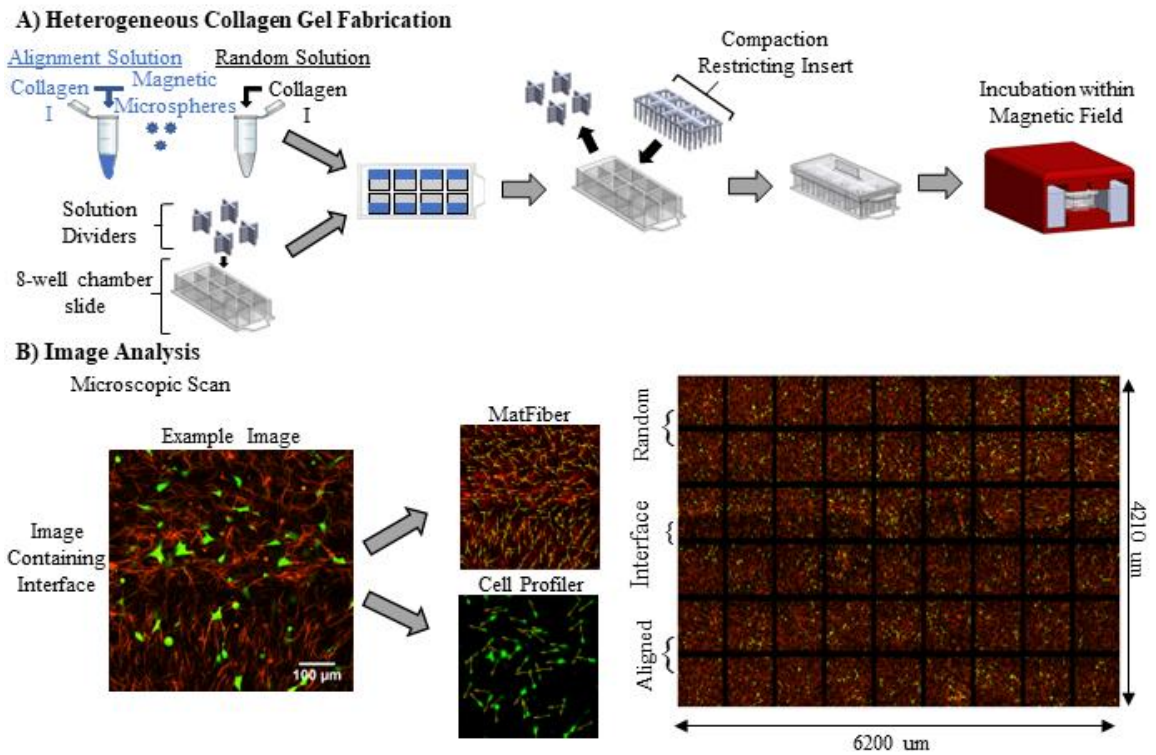 A) Heterogeneous Collagen Gel Fabrication
Alignment Solution
Random Solution
Collagen
I
Magnetic
Microspheres
Collagen
I
Solution
Dividers
8-well chamber
slide
Compaction
Restricting Insert
Incubation within
Magnetic Field
B) Image Analysis
Microscopic Scan
Example Image
Image
Containing
Interface
100 µm
MatFiber
Cell Profiler
Random
Interface
Aligned
4210 um
6200 um